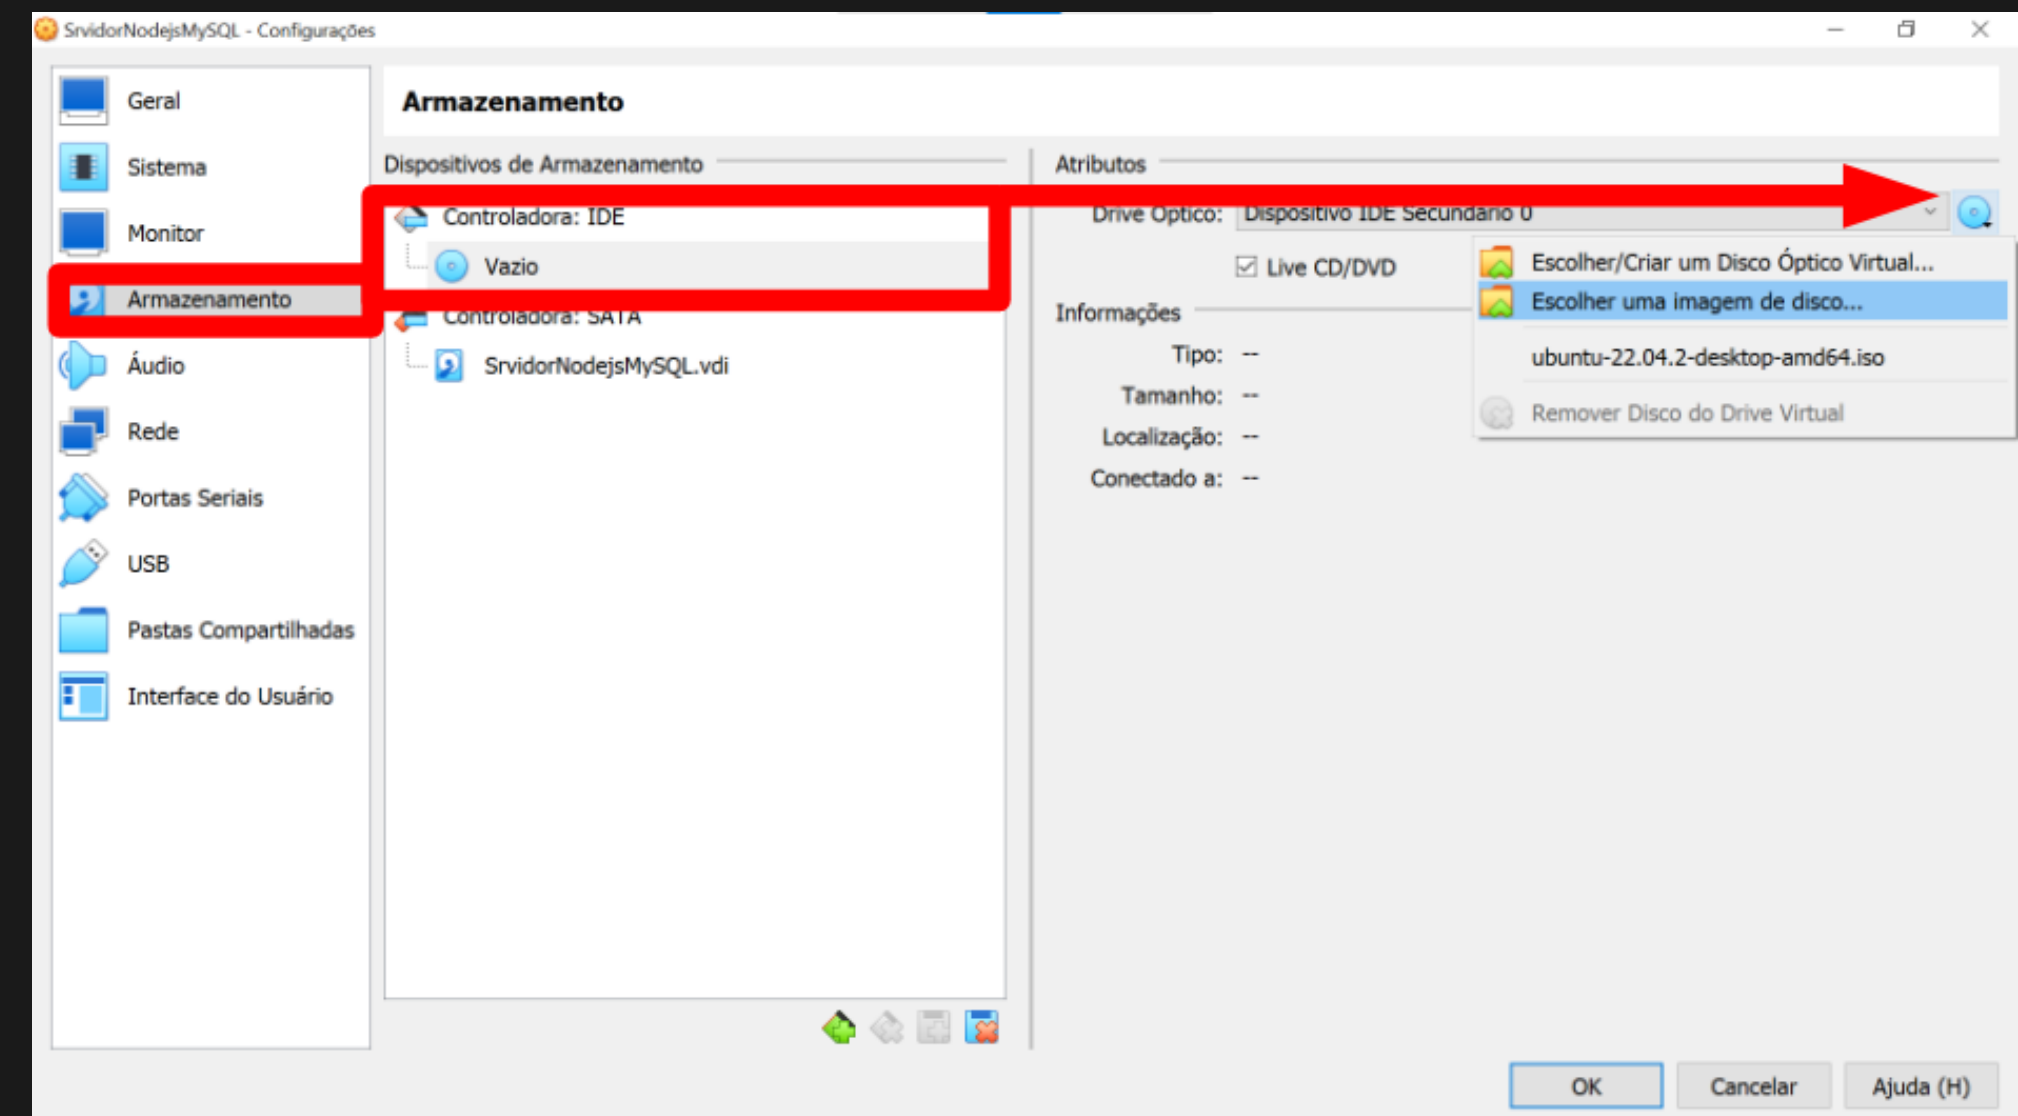 SrvidorNodejsMySQL - Configurações
Geral
Sistema
Monitor
Armazenamento
Áudio
Rede
Portas Seriais
USB
Pastas Compartilhadas
Interface do Usuário
Armazenamento
Dispositivos de Armazenamento
Controladora: IDE
Vazio
Controladora: SATA
SrvidorNodejsMySQL.vdi
Atributos
Drive Óptico: Dispositivo IDE Secundário 0
Live CD/DVD
Informações
Tipo: --
Tamanho: --
Localização: --
Conectado a: --
Escolher/Criar um Disco Óptico Virtual...
Escolher uma imagem de disco...
ubuntu-22.04.2-desktop-amd64.iso
Remover Disco do Drive Virtual
OK
Cancelar
Ajuda (H)